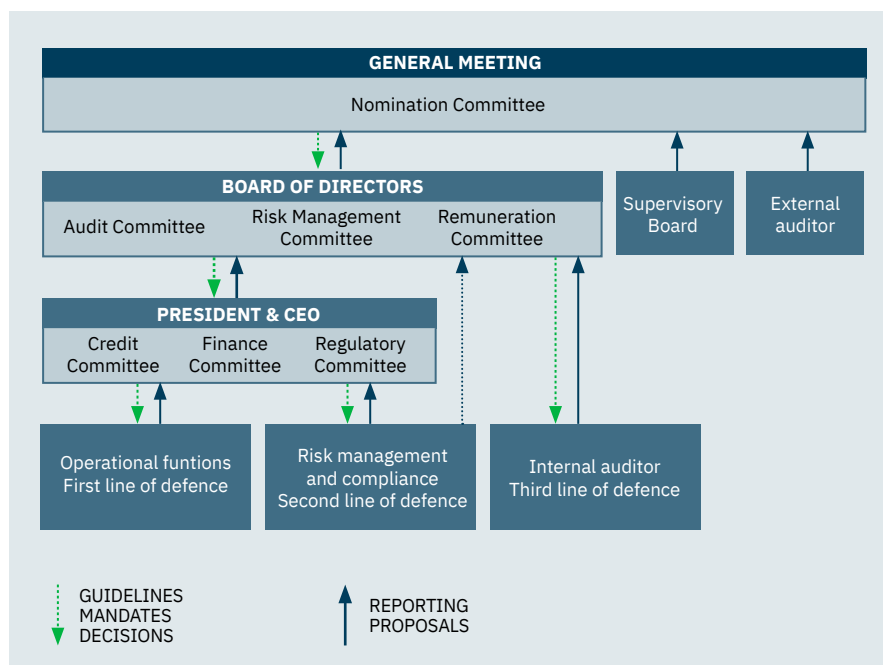 GENERAL MEETING
Nomination Committee
BOARD OF DIRECTORS
Audit Committee
Risk Management
Committee
Remuneration
Committee
Supervisory
Board
External
auditor
PRESIDENT & CEO
Credit
Committee
Finance
Committee
Regulatory
Committee
Operational funtions
First line of defence
Risk management
and compliance
Second line of defence
Internal auditor
Third line of defence
GUIDELINES
MANDATES
DECISIONS
REPORTING
PROPOSALS